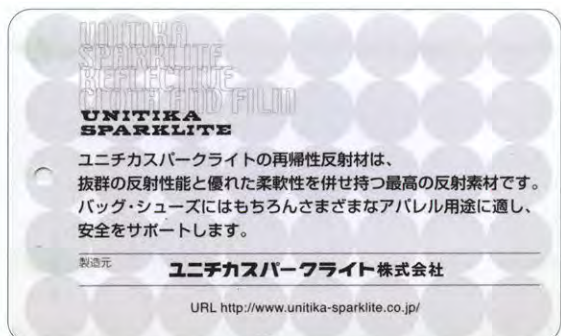 UNITIKA
SPARKLITE
REFLECTIVE
CLOTH AND FILM
UNITIKA
SPARKLITE
ユニチカスパークライトの再帰性反射材は、
抜群の反射性能と優れた柔軟性を併せ持つ最高の反射素材です。
バッグ・シューズにはもちろんさまざまなアパレル用途に適し、
安全をサポートします。
製造元 ユニチカスパークライト株式会社
URL http://www.unitika-sparklite.co.jp/